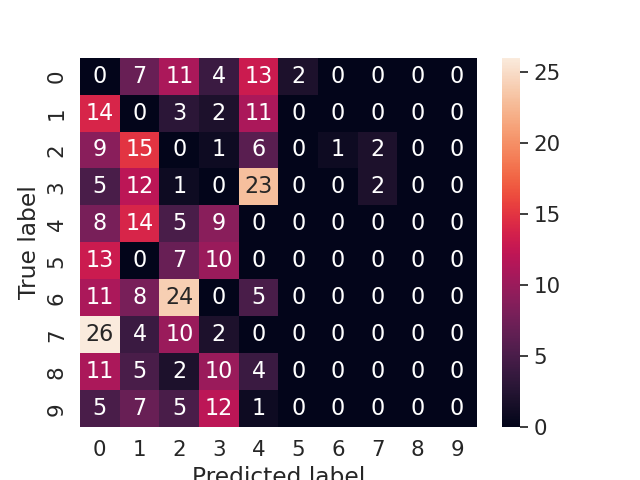 0 0 7 11 4 13 2 0 0 0 0
1 14 0 3 2 11 0 0 0 0 0
2 9 15 0 1 6 0 1 2 0 0
3 5 12 1 0 23 0 0 2 0 0
4 8 14 5 9 0 0 0 0 0 0
5 13 0 7 10 0 0 0 0 0 0
6 11 8 24 0 5 0 0 0 0 0
7 26 4 10 2 0 0 0 0 0 0
8 11 5 2 10 4 0 0 0 0 0
9 5 7 5 12 1 0 0 0 0 0
0 1 2 3 4 5 6 7 8 9
Predicted label
True label
25
20
15
10
5
0